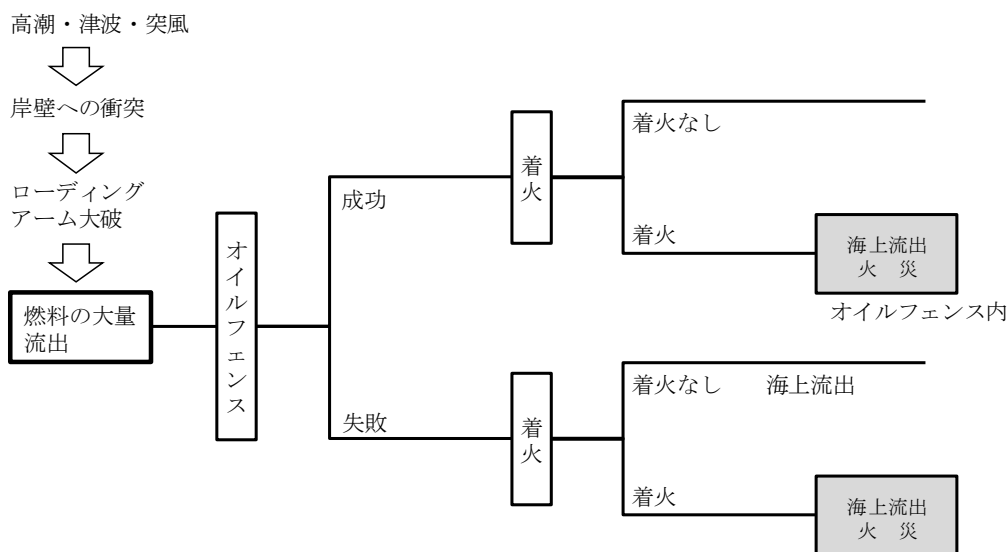 高潮・津波・突風
岸壁への衝突
ローディング
アーム大破
燃料の大量
流出
オイルフェンス
成功
着火
着火なし
着火
海上流出
火 災
オイルフェンス内
失敗
着火
着火なし 海上流出
着火
海上流出
火 災